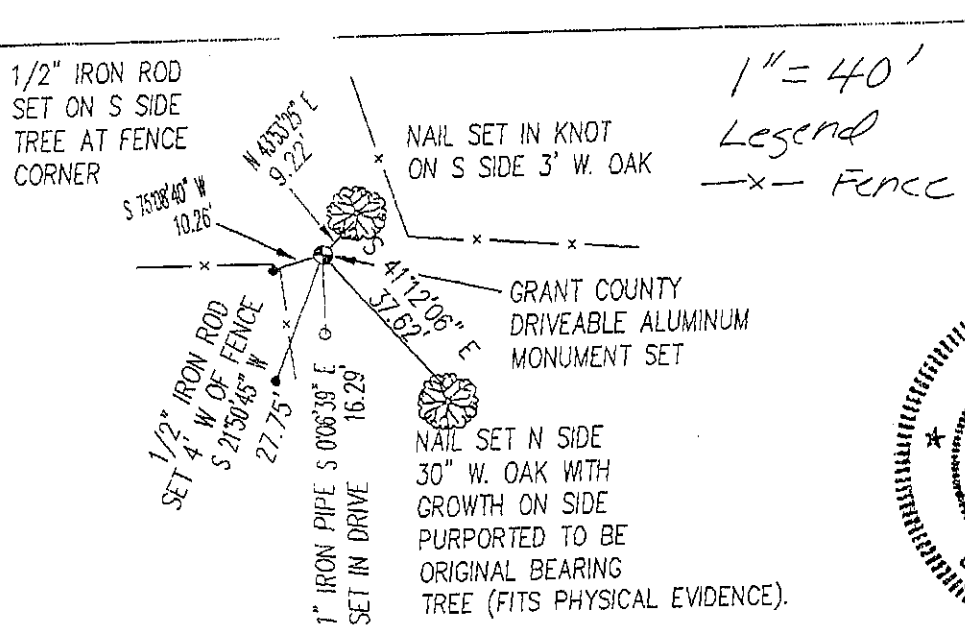 1/2" IRON ROD
SET ON S SIDE
TREE AT FENCE
CORNER
N 43°53'25" E
9.22'
NAIL SET IN KNOT
ON S SIDE 3' W. OAK
1"=40'
Legend
—x— Fence
S 75°08'40" W
10.26'
S 41°12'06" E
37.62'
GRANT COUNTY
DRIVEABLE ALUMINUM
MONUMENT SET
1/2" IRON ROD
SET 4' W OF FENCE
S 21°50'45" W
27.75'
1" IRON PIPE S 0°06'39" E
SET IN DRIVE 16.29'
NAIL SET N SIDE
30" W. OAK WITH
GROWTH ON SIDE
PURPORTED TO BE
ORIGINAL BEARING
TREE (FITS PHYSICAL EVIDENCE).